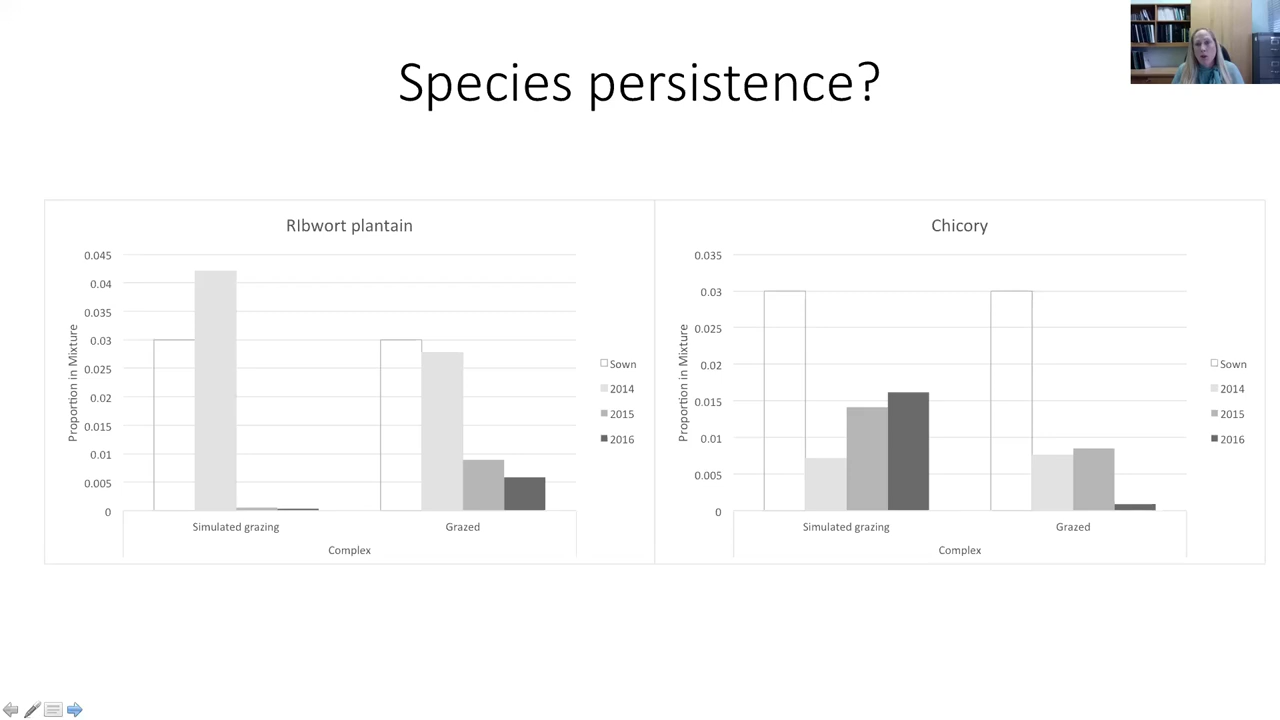 Species persistence?
RIbwort plantain
0.045
0.04
0.035
0.03
0.025
0.02
0.015
0.01
0.005
0
Proportion in Mixture
Simulated grazing
Grazed
Complex
Sown
2014
2015
2016
Chicory
0.035
0.03
0.025
0.02
0.015
0.01
0.005
0
Proportion in Mixture
Simulated grazing
Grazed
Complex
Sown
2014
2015
2016